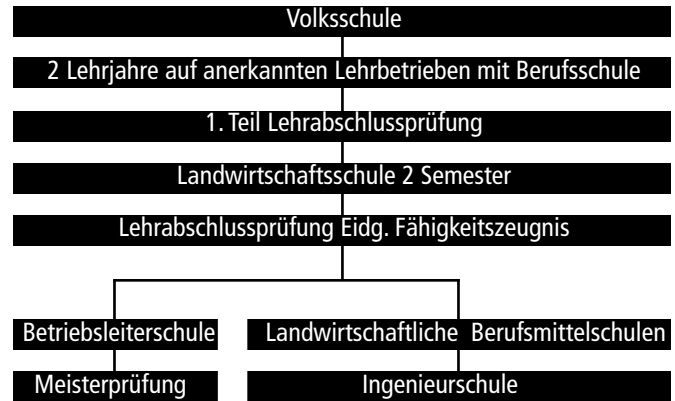 Volksschule
2 Lehrjahre auf anerkannten Lehrbetrieben mit Berufsschule
1. Teil Lehrabschlussprüfung
Landwirtschaftsschule 2 Semester
Lehrabschlussprüfung Eidg. Fähigkeitszeugnis
Betriebsleiterschule
Landwirtschaftliche Berufsmittelschulen
Meisterprüfung
Ingenieurschule